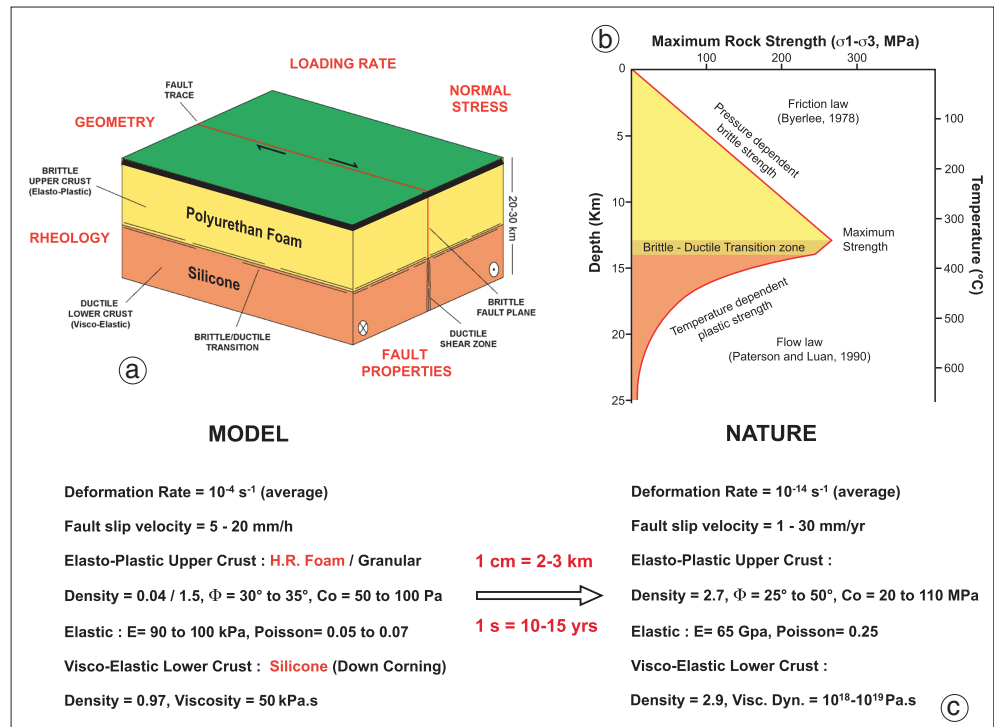 LOADING RATE
NORMAL
STRESS
FAULT
TRACE
GEOMETRY
BRITTLE
UPPER CRUST
(Elasto-Plastic)
Polyurethan Foam
20-30 km
RHEOLOGY
Silicone
DUCTILE
LOWER CRUST
(Visco-Elastic)
BRITTLE/DUCTILE
TRANSITION
BRITTLE
FAULT PLANE
DUCTILE
SHEAR ZONE
FAULT
PROPERTIES
a
b
Maximum Rock Strength (σ1-σ3, MPa)
100 200 300
0
5
10
15
20
25
Depth (Km)
Friction law
(Byerlee, 1978)
Pressure dependent
brittle strength
Brittle - Ductile Transition zone
Maximum
Strength
Temperature dependent
plastic strength
Flow law
(Paterson and Luan, 1990)
100
200
300
400
500
600
Temperature (°C)
MODEL
Deformation Rate = 10⁻⁴ s⁻¹ (average)
Fault slip velocity = 5 - 20 mm/h
Elasto-Plastic Upper Crust : H.R. Foam / Granular
Density = 0.04 / 1.5, Φ = 30° to 35°, Co = 50 to 100 Pa
Elastic : E= 90 to 100 kPa, Poisson= 0.05 to 0.07
Visco-Elastic Lower Crust : Silicone (Down Corning)
Density = 0.97, Viscosity = 50 kPa.s
1 cm = 2-3 km
1 s = 10-15 yrs
NATURE
Deformation Rate = 10⁻¹⁴ s⁻¹ (average)
Fault slip velocity = 1 - 30 mm/yr
Elasto-Plastic Upper Crust :
Density = 2.7, Φ = 25° to 50°, Co = 20 to 110 MPa
Elastic : E= 65 Gpa, Poisson= 0.25
Visco-Elastic Lower Crust :
Density = 2.9, Visc. Dyn. = 10¹⁸-10¹⁹ Pa.s
c